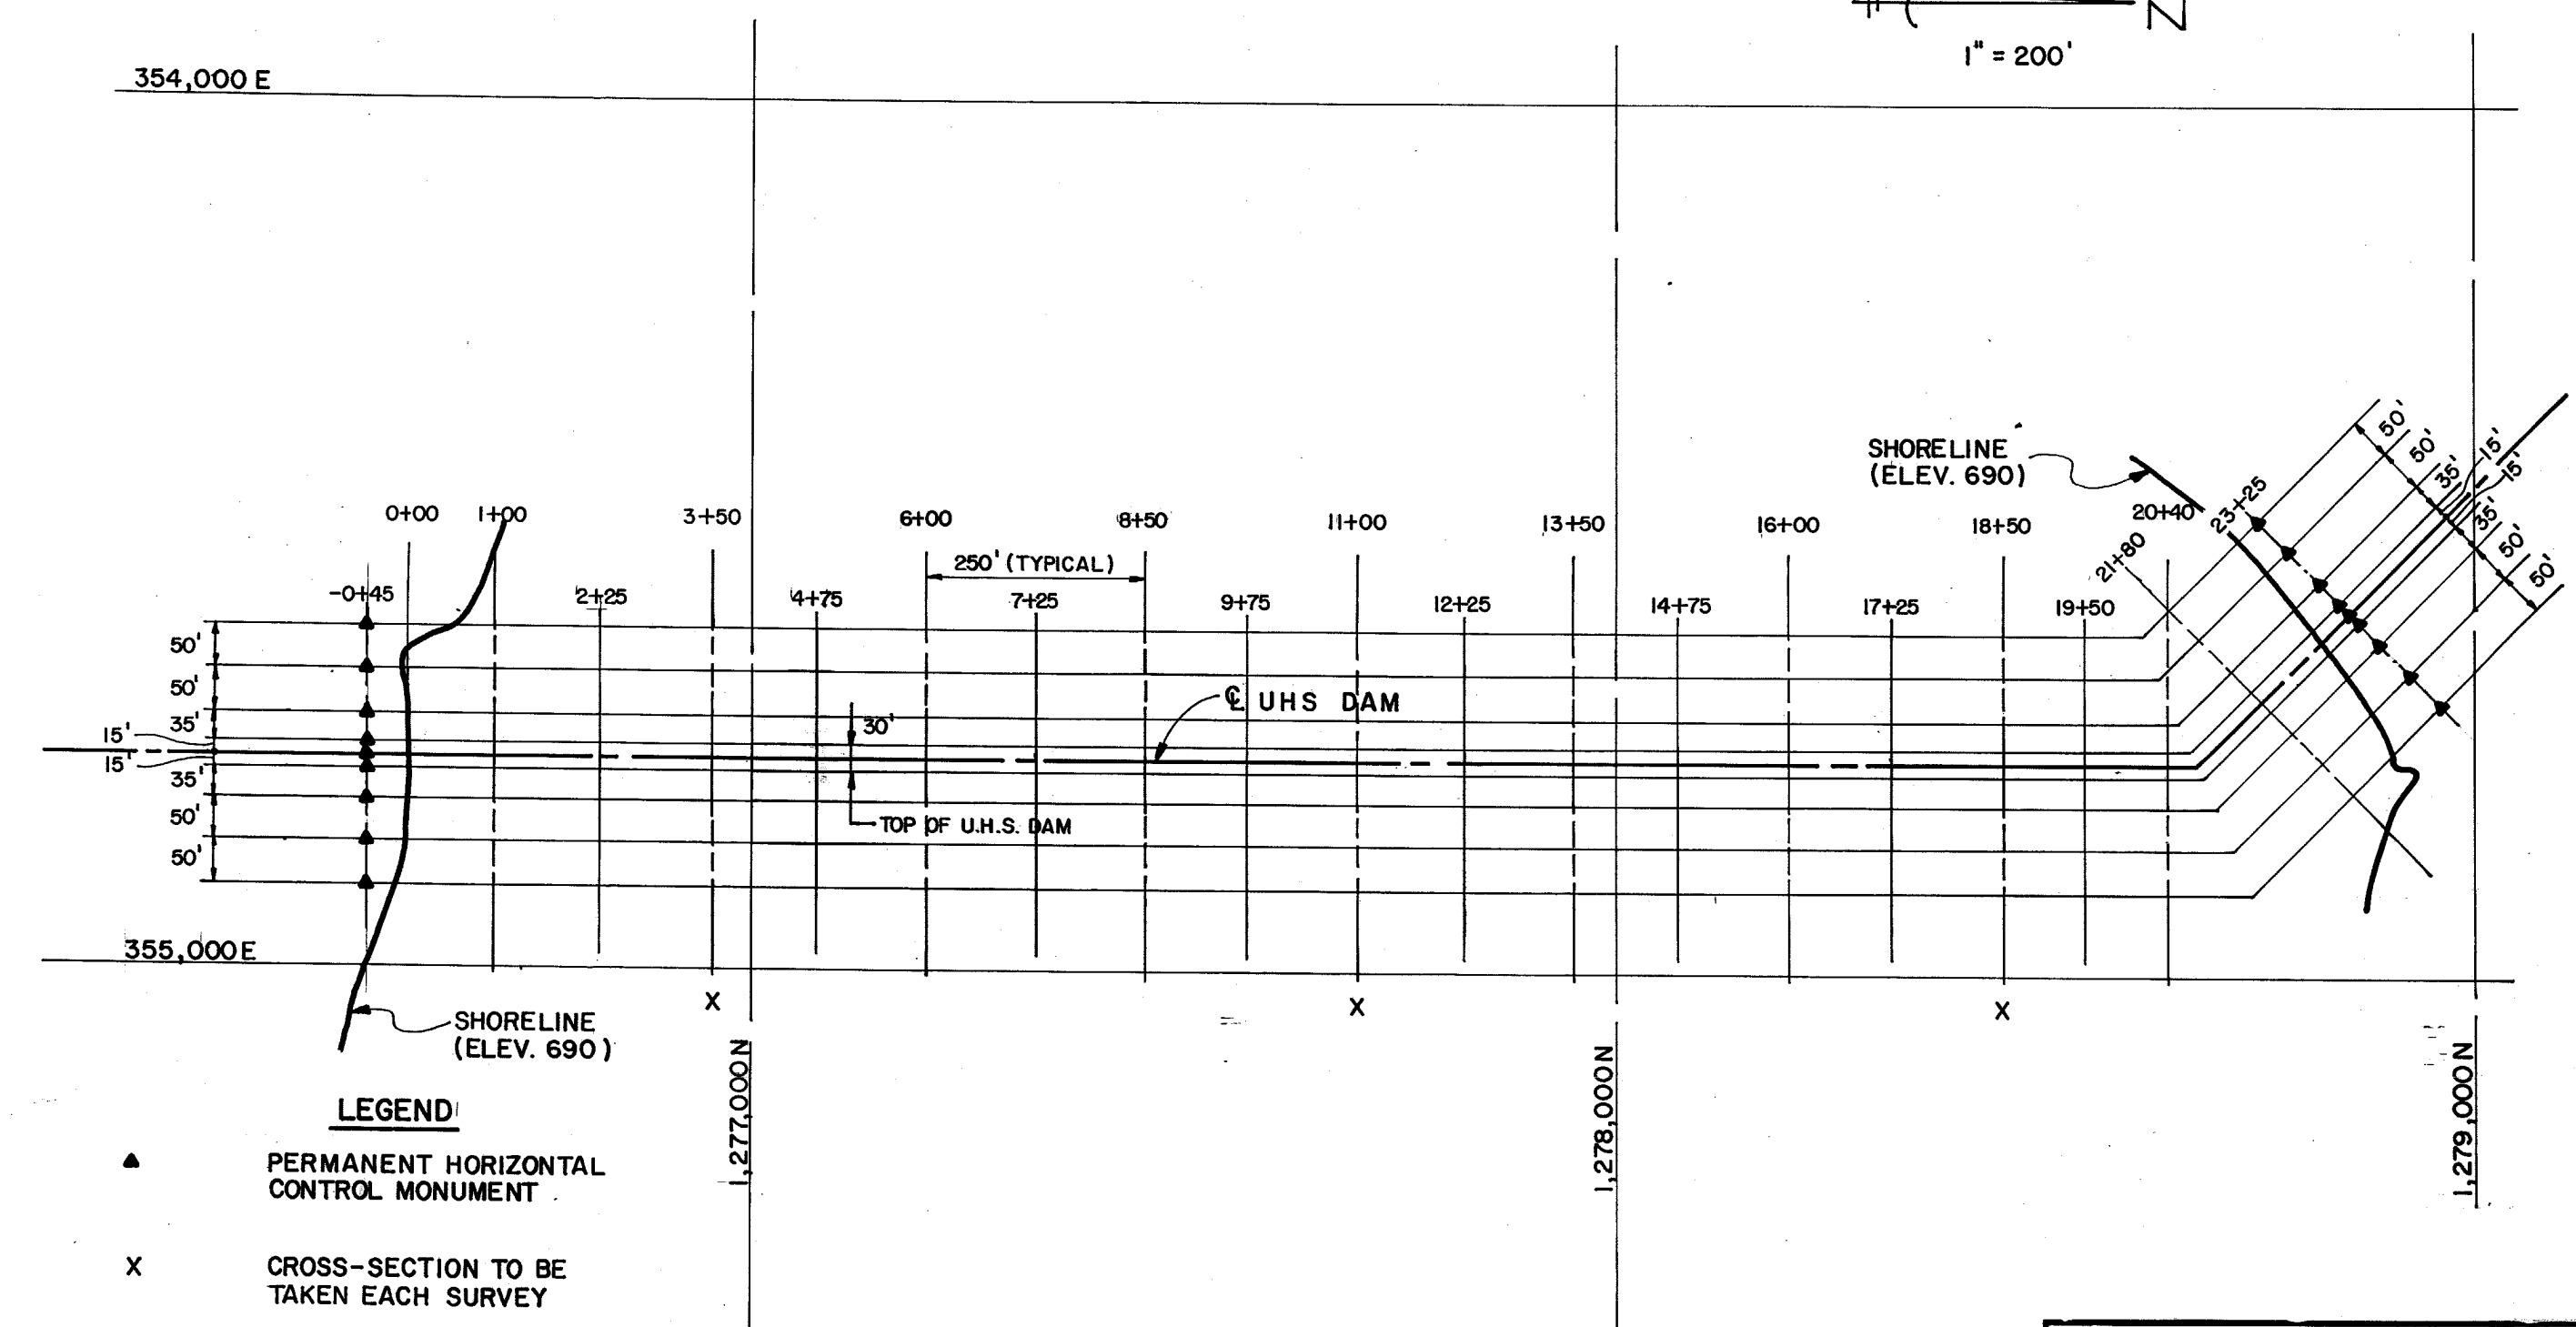 N
1" = 200'
354,000 E
SHORELINE
(ELEV. 690)
50'
50'
35'
15'
15'
35'
50'
50'
0+00
1+00
3+50
6+00
8+50
11+00
13+50
16+00
18+50
20+40
23+25
21+80
250' (TYPICAL)
-0+45
2+25
4+75
7+25
9+75
12+25
14+75
17+25
19+50
50'
50'
35'
15'
15'
35'
50'
50'
30'
℄ UHS DAM
TOP OF U.H.S. DAM
355,000 E
X
X
X
SHORELINE
(ELEV. 690)
1,277,000 N
1,278,000 N
1,279,000 N
LEGEND
PERMANENT HORIZONTAL
CONTROL MONUMENT
X CROSS-SECTION TO BE
TAKEN EACH SURVEY